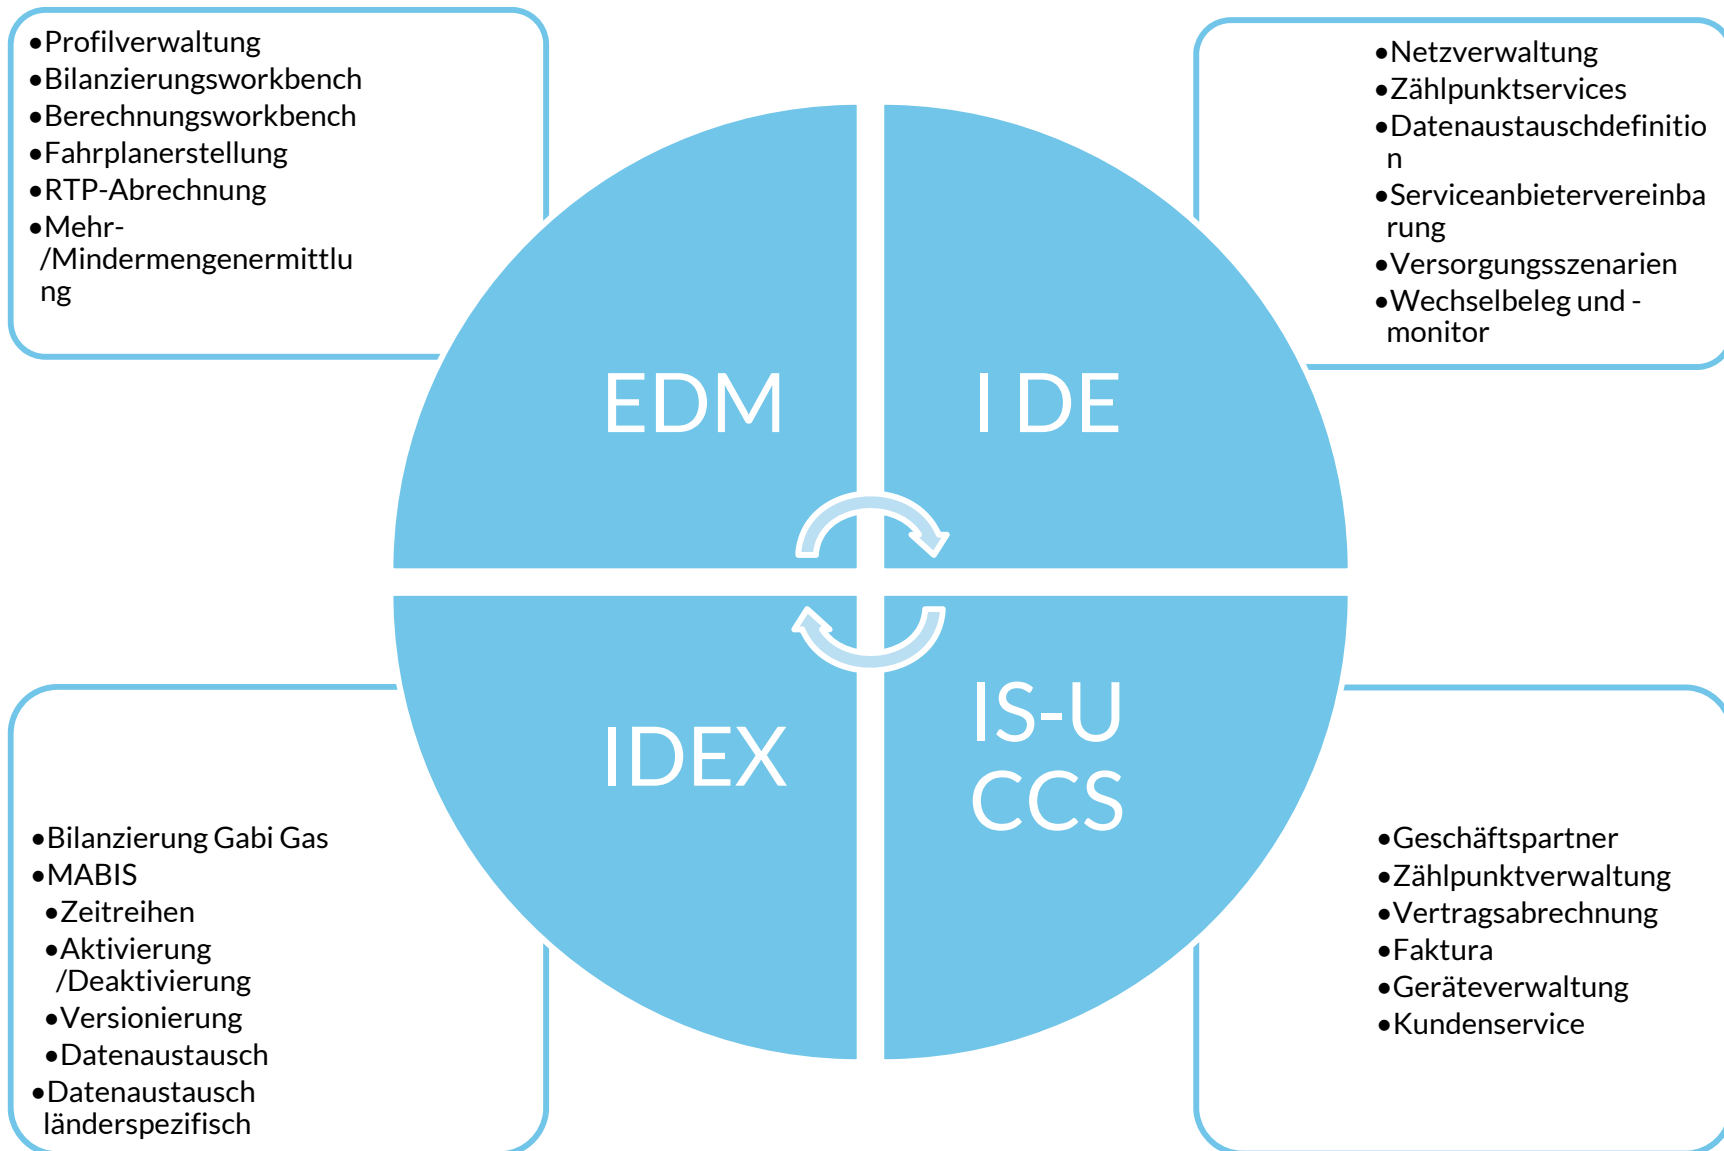 •Profilverwaltung
•Bilanzierungsworkbench
•Berechnungsworkbench
•Fahrplanerstellung
•RTP-Abrechnung
•Mehr-
/Mindermengenermittlu
ng
•Netzverwaltung
•Zählpunktservices
•Datenaustauschdefinitio
n
•Serviceanbietervereinba
rung
•Versorgungsszenarien
•Wechselbeleg und -
monitor
EDM
I DE
IDEX
IS-U
CCS
•Bilanzierung Gabi Gas
•MABIS
•Zeitreihen
•Aktivierung
/Deaktivierung
•Versionierung
•Datenaustausch
•Datenaustausch
länderspezifisch
•Geschäftspartner
•Zählpunktverwaltung
•Vertragsabrechnung
•Faktura
•Geräteverwaltung
•Kundenservice